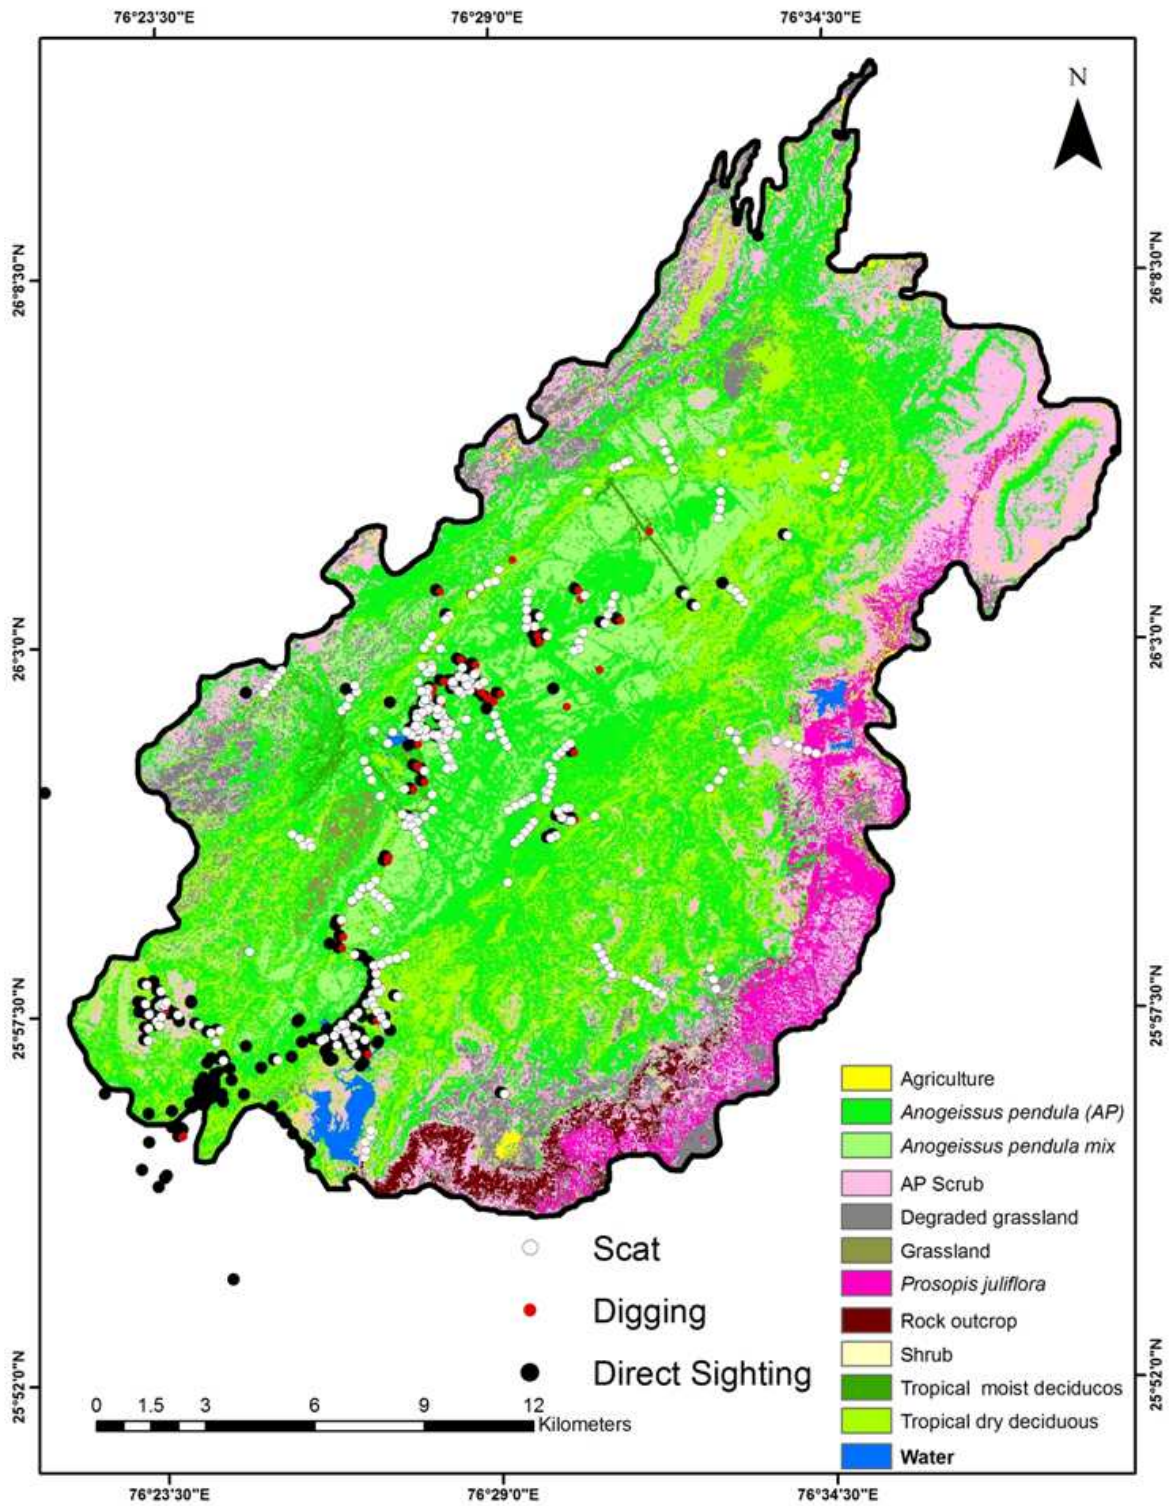 76°23'30"E 76°29'0"E 76°34'30"E
N
26°8'30"N 26°8'30"N
26°3'0"N 26°3'0"N
25°57'30"N 25°57'30"N
25°52'0"N 25°52'0"N
Agriculture
Anogeissus pendula (AP)
Anogeissus pendula mix
AP Scrub
Degraded grassland
Grassland
Prosopis juliflora
Rock outcrop
Shrub
Tropical moist deciducos
Tropical dry deciduous
Water
Scat
Digging
Direct Sighting
0 1.5 3 6 9 12
Kilometers
76°23'30"E 76°29'0"E 76°34'30"E